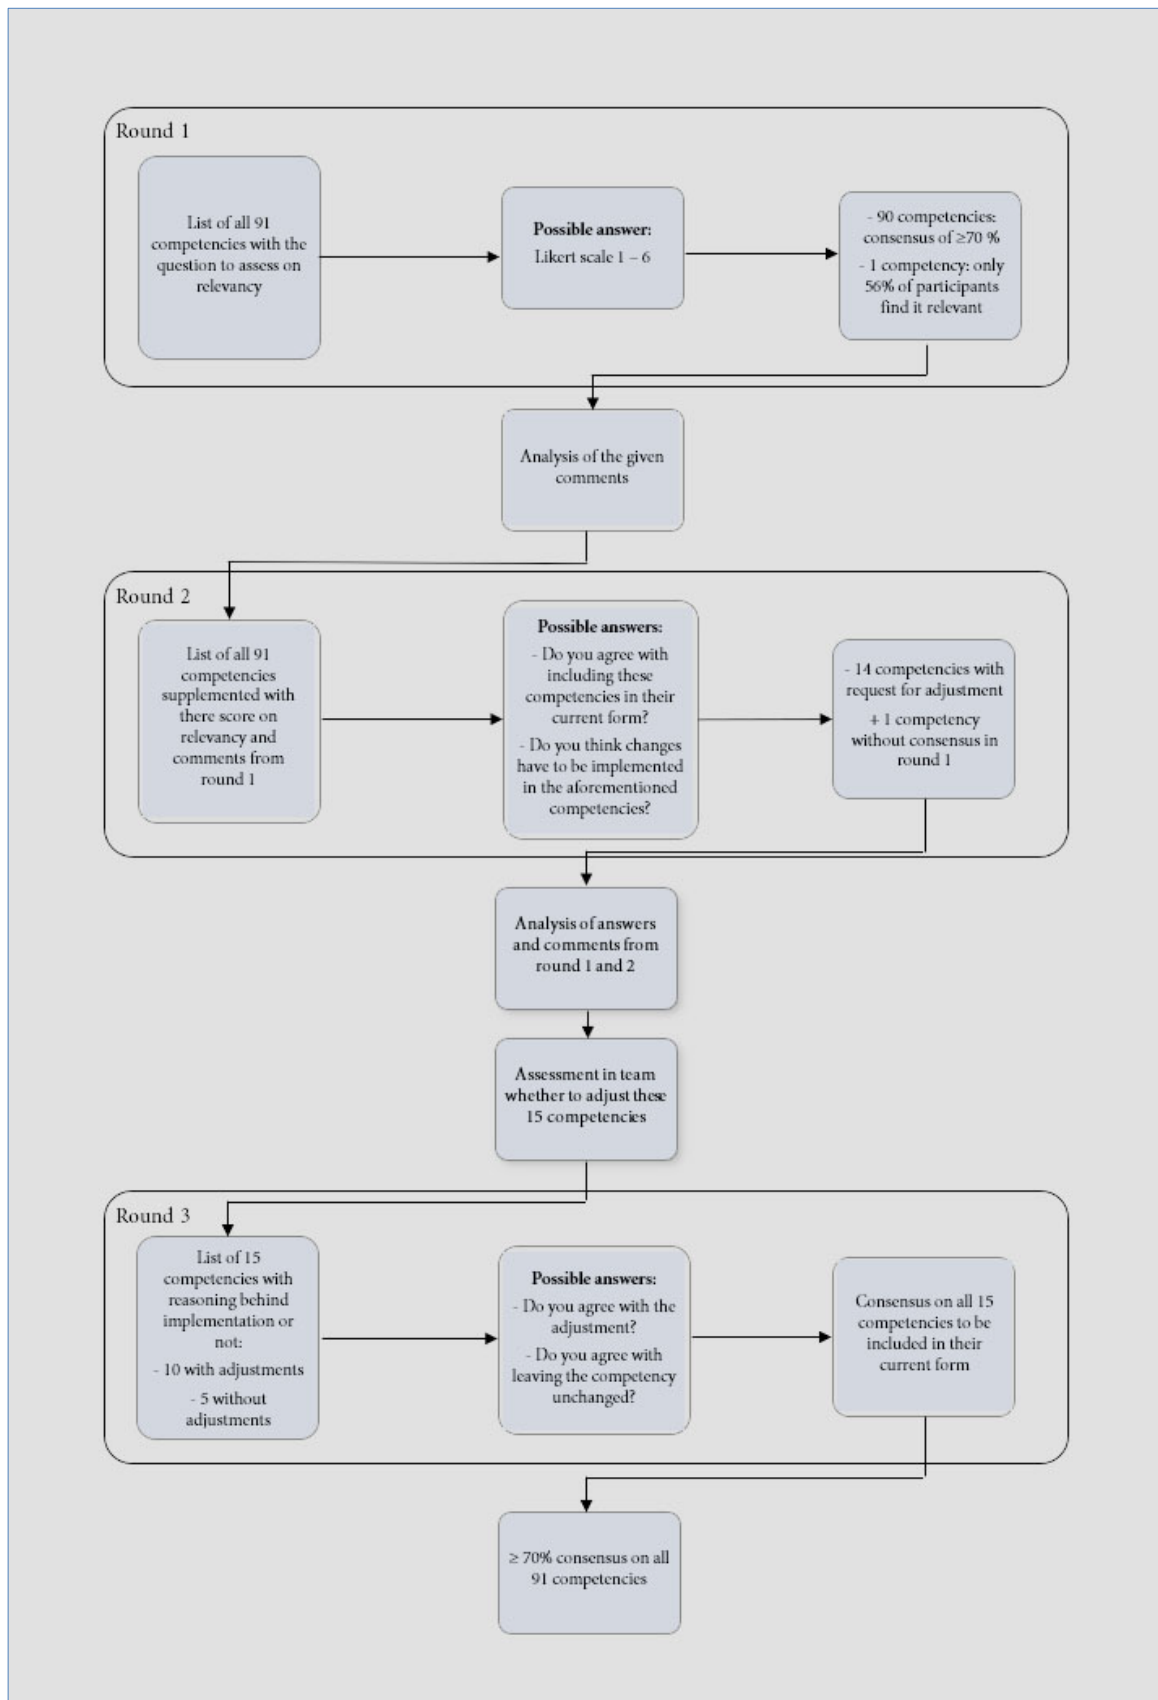 Round 1
List of all 91
competencies with the
question to assess on
relevancy
Possible answer:
Likert scale 1 – 6
- 90 competencies:
consensus of ≥70 %
- 1 competency: only
56% of participants
find it relevant
Analysis of the given
comments
Round 2
List of all 91
competencies
supplemented with
there score on
relevancy and
comments from
round 1
Possible answers:
- Do you agree with
including these
competencies in their
current form?
- Do you think changes
have to be implemented
in the aforementioned
competencies?
- 14 competencies with
request for adjustment
+ 1 competency
without consensus in
round 1
Analysis of answers
and comments from
round 1 and 2
Assessment in team
whether to adjust these
15 competencies
Round 3
List of 15
competencies with
reasoning behind
implementation or
not:
- 10 with adjustments
- 5 without
adjustments
Possible answers:
- Do you agree with the
adjustment?
- Do you agree with
leaving the competency
unchanged?
Consensus on all 15
competencies to be
included in their
current form
≥ 70% consensus on all
91 competencies